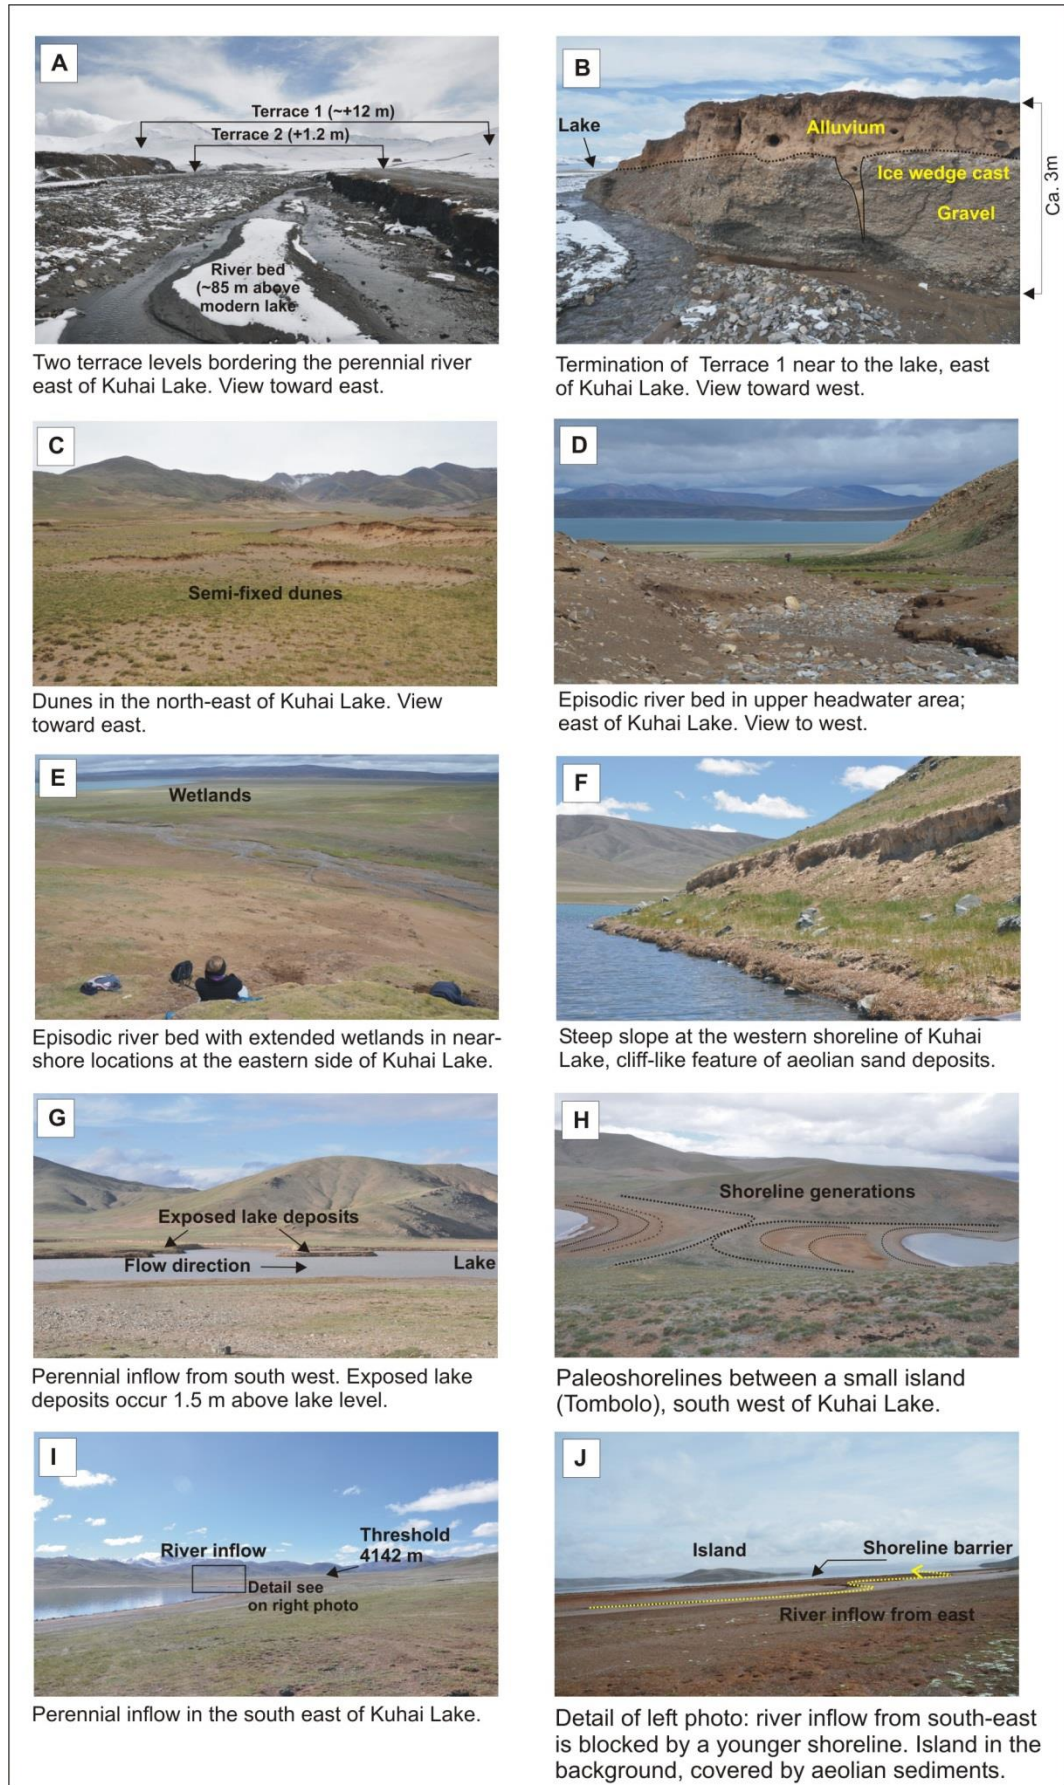 A
Terrace 1 (~+12 m)
Terrace 2 (+1.2 m)
River bed
(~85 m above
modern lake
Two terrace levels bordering the perennial river
east of Kuhai Lake. View toward east.
B
Lake
Alluvium
Ice wedge cast
Gravel
Ca. 3m
Termination of Terrace 1 near to the lake, east
of Kuhai Lake. View toward west.
C
Semi-fixed dunes
Dunes in the north-east of Kuhai Lake. View
toward east.
D
Episodic river bed in upper headwater area;
east of Kuhai Lake. View to west.
E
Wetlands
Episodic river bed with extended wetlands in near-
shore locations at the eastern side of Kuhai Lake.
F
Steep slope at the western shoreline of Kuhai
Lake, cliff-like feature of aeolian sand deposits.
G
Exposed lake deposits
Flow direction
Lake
Perennial inflow from south west. Exposed lake
deposits occur 1.5 m above lake level.
H
Shoreline generations
Paleoshorelines between a small island
(Tombolo), south west of Kuhai Lake.
I
River inflow
Threshold
4142 m
Detail see
on right photo
Perennial inflow in the south east of Kuhai Lake.
J
Island
Shoreline barrier
River inflow from east
Detail of left photo: river inflow from south-east
is blocked by a younger shoreline. Island in the
background, covered by aeolian sediments.